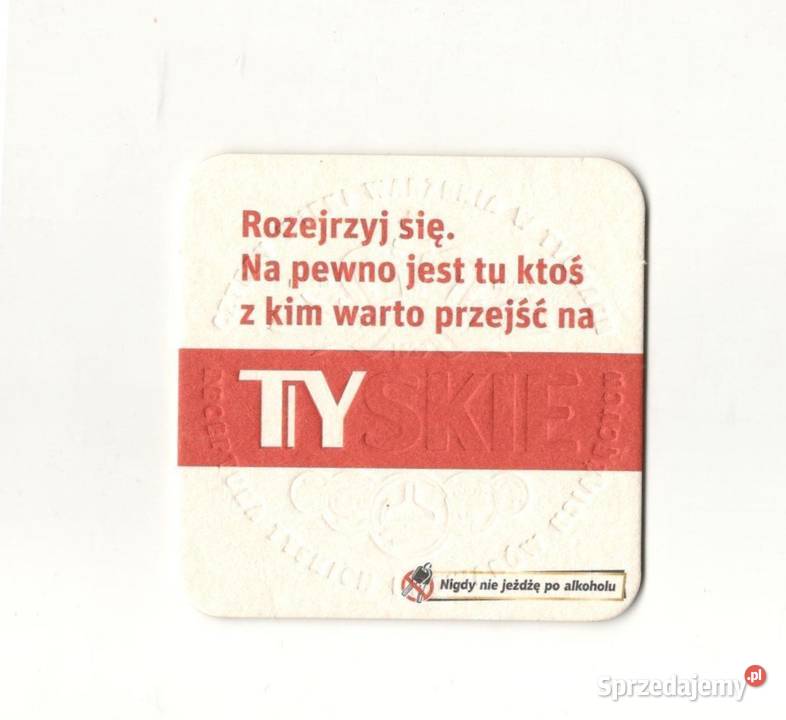 Rozejrzyj się.
Na pewno jest tu ktoś
z kim warto przejść na
TYSKIE
Nigdy nie jeżdżę po alkoholu
Sprzedajemy.pl